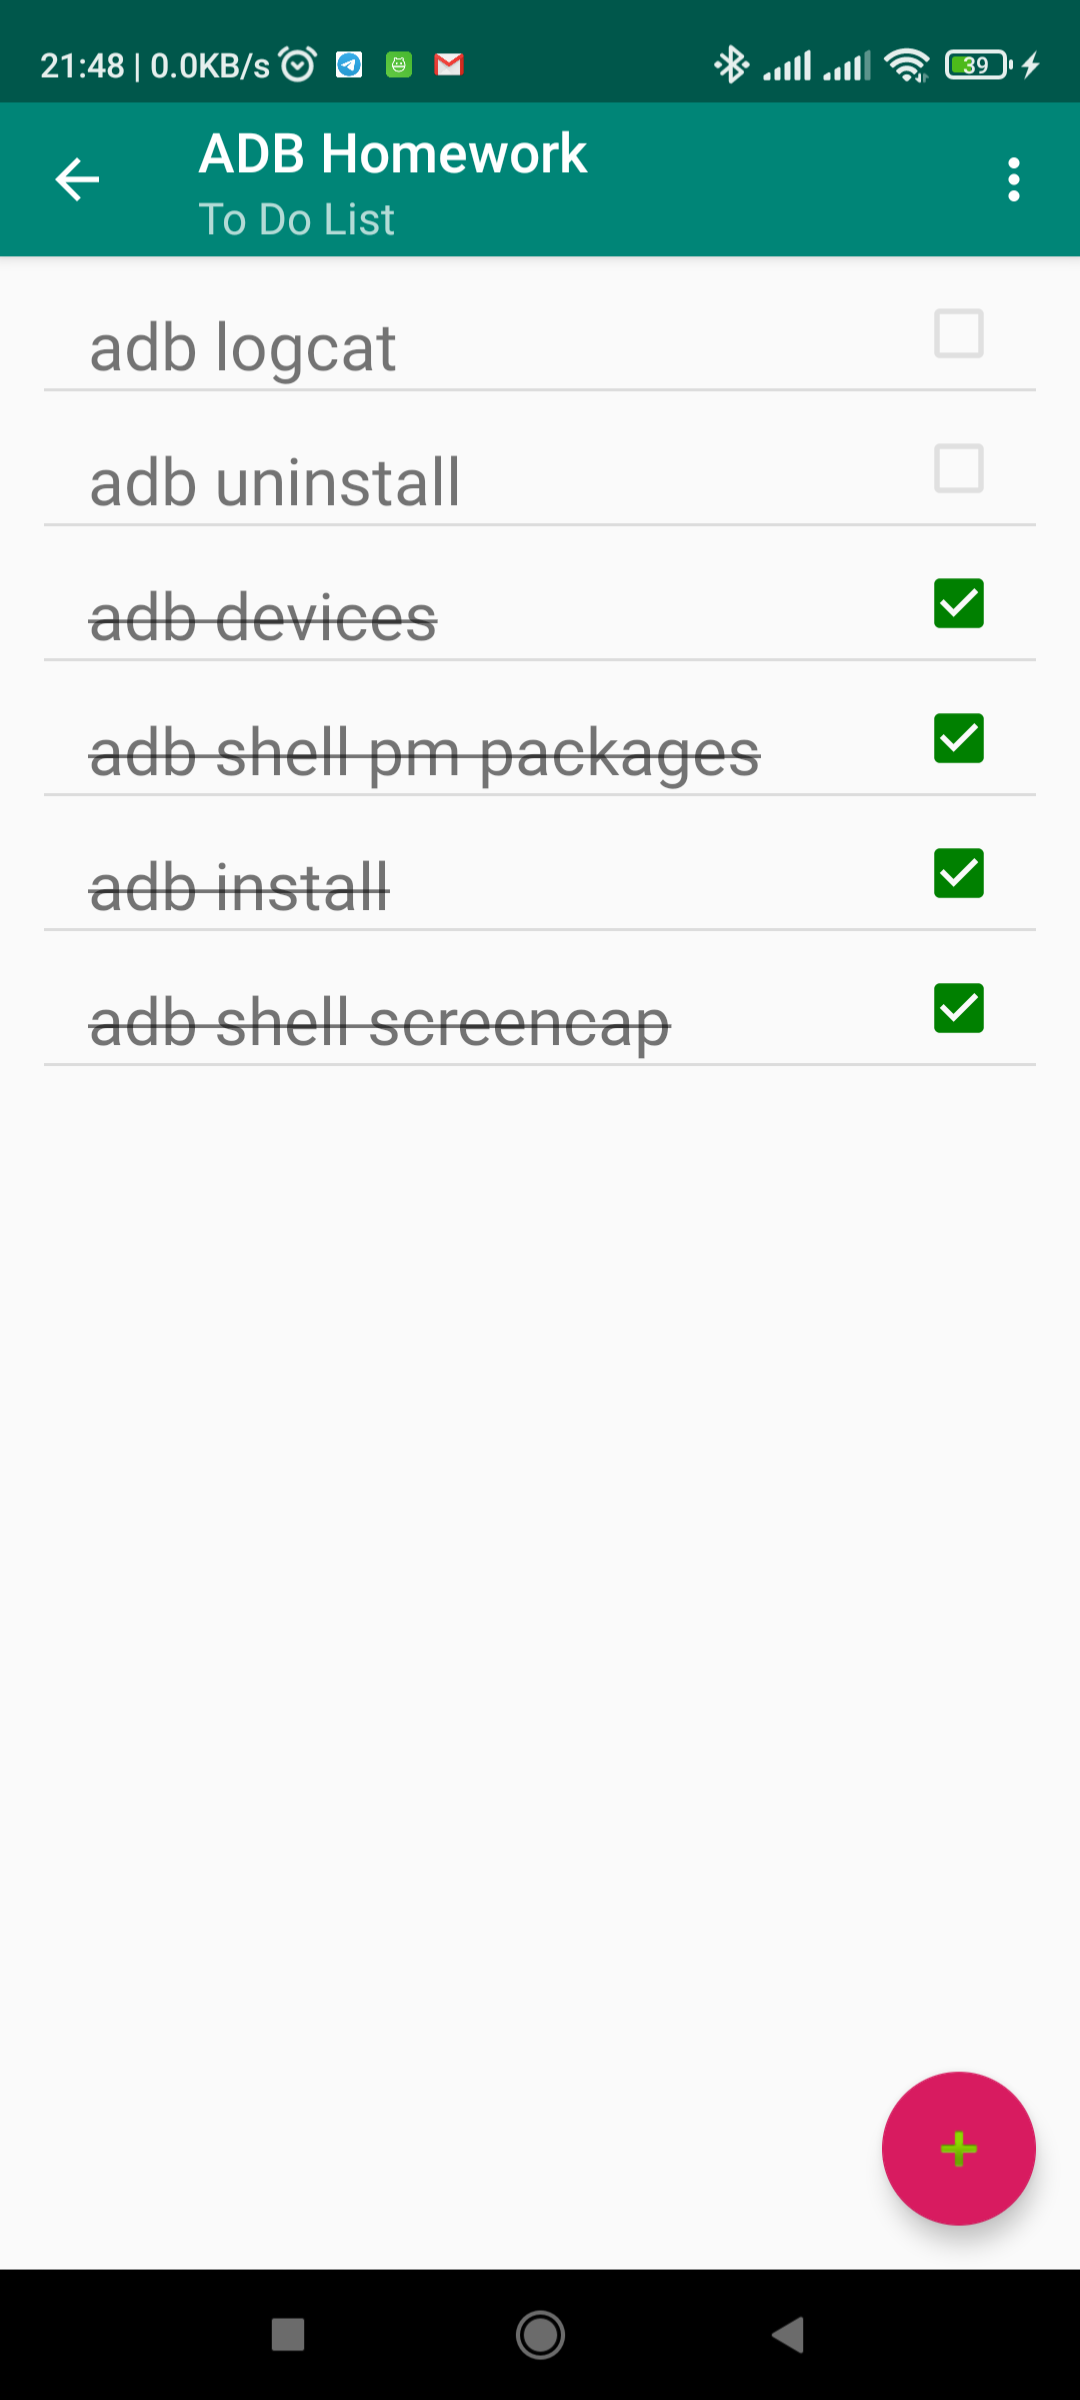 21:48 | 0.0KB/s 39
ADB Homework
To Do List
adb logcat
adb uninstall
adb devices
adb shell pm packages
adb install
adb shell screencap